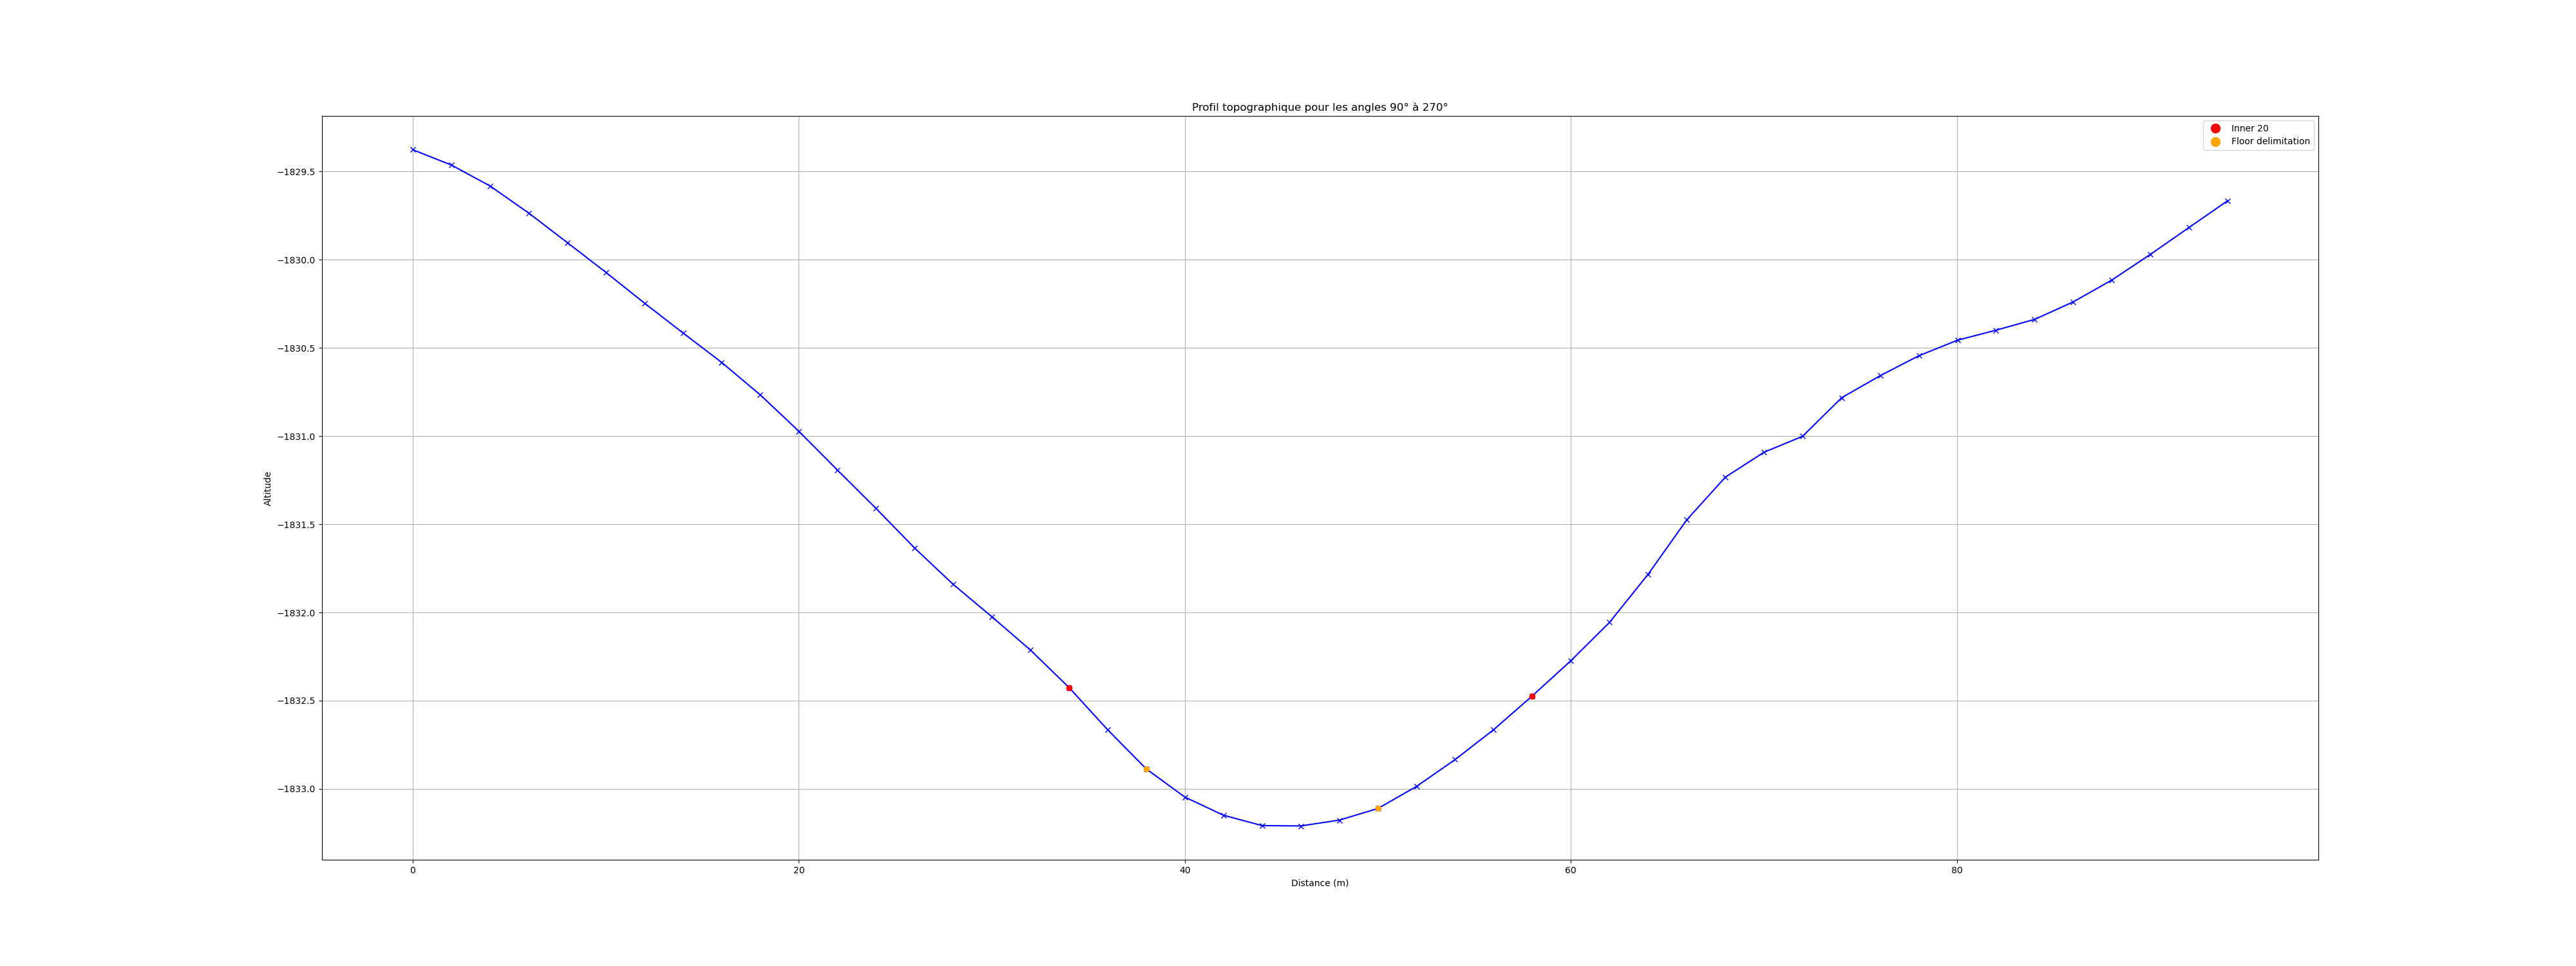 Profil topographique pour les angles 90° à 270°
Inner 20
Floor delimitation
−1829.5
−1830.0
−1830.5
−1831.0
−1831.5
−1832.0
−1832.5
−1833.0
Altitude
0 20 40 60 80
Distance (m)